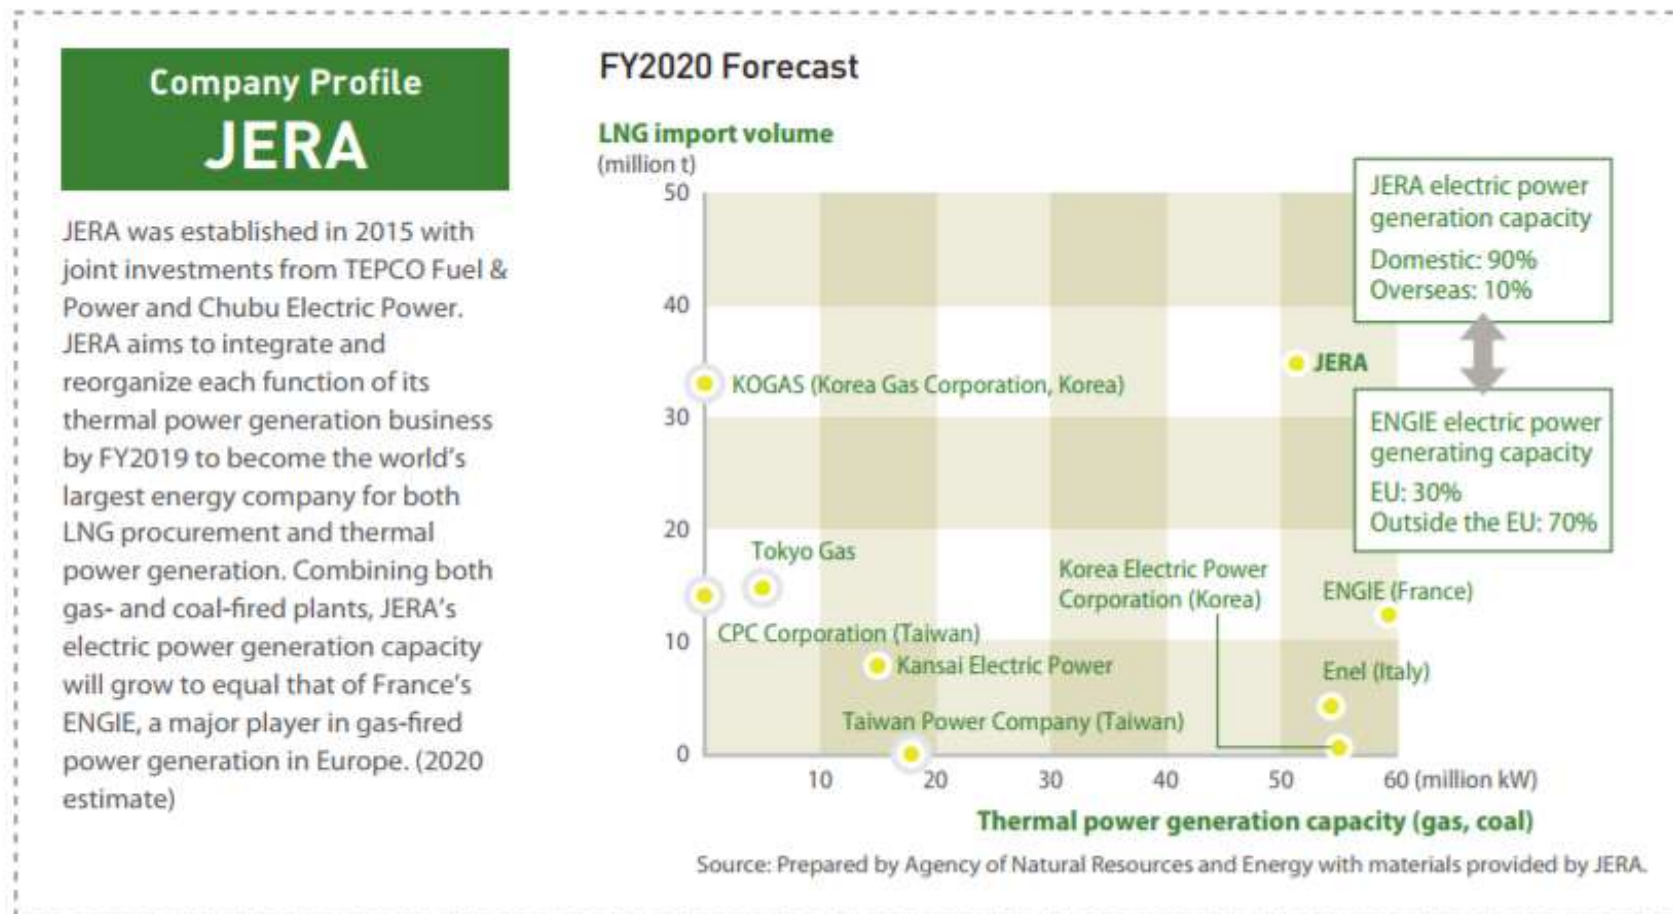 Company Profile
JERA
JERA was established in 2015 with
joint investments from TEPCO Fuel &
Power and Chubu Electric Power.
JERA aims to integrate and
reorganize each function of its
thermal power generation business
by FY2019 to become the world's
largest energy company for both
LNG procurement and thermal
power generation. Combining both
gas- and coal-fired plants, JERA's
electric power generation capacity
will grow to equal that of France's
ENGIE, a major player in gas-fired
power generation in Europe. (2020
estimate)
FY2020 Forecast
LNG import volume
(million t)
50
40
30
20
10
0
JERA electric power
generation capacity
Domestic: 90%
Overseas: 10%
JERA
KOGAS (Korea Gas Corporation, Korea)
ENGIE electric power
generating capacity
EU: 30%
Outside the EU: 70%
Tokyo Gas
Korea Electric Power
Corporation (Korea)
ENGIE (France)
CPC Corporation (Taiwan)
Kansai Electric Power
Enel (Italy)
Taiwan Power Company (Taiwan)
10 20 30 40 50 60 (million kW)
Thermal power generation capacity (gas, coal)
Source: Prepared by Agency of Natural Resources and Energy with materials provided by JERA.